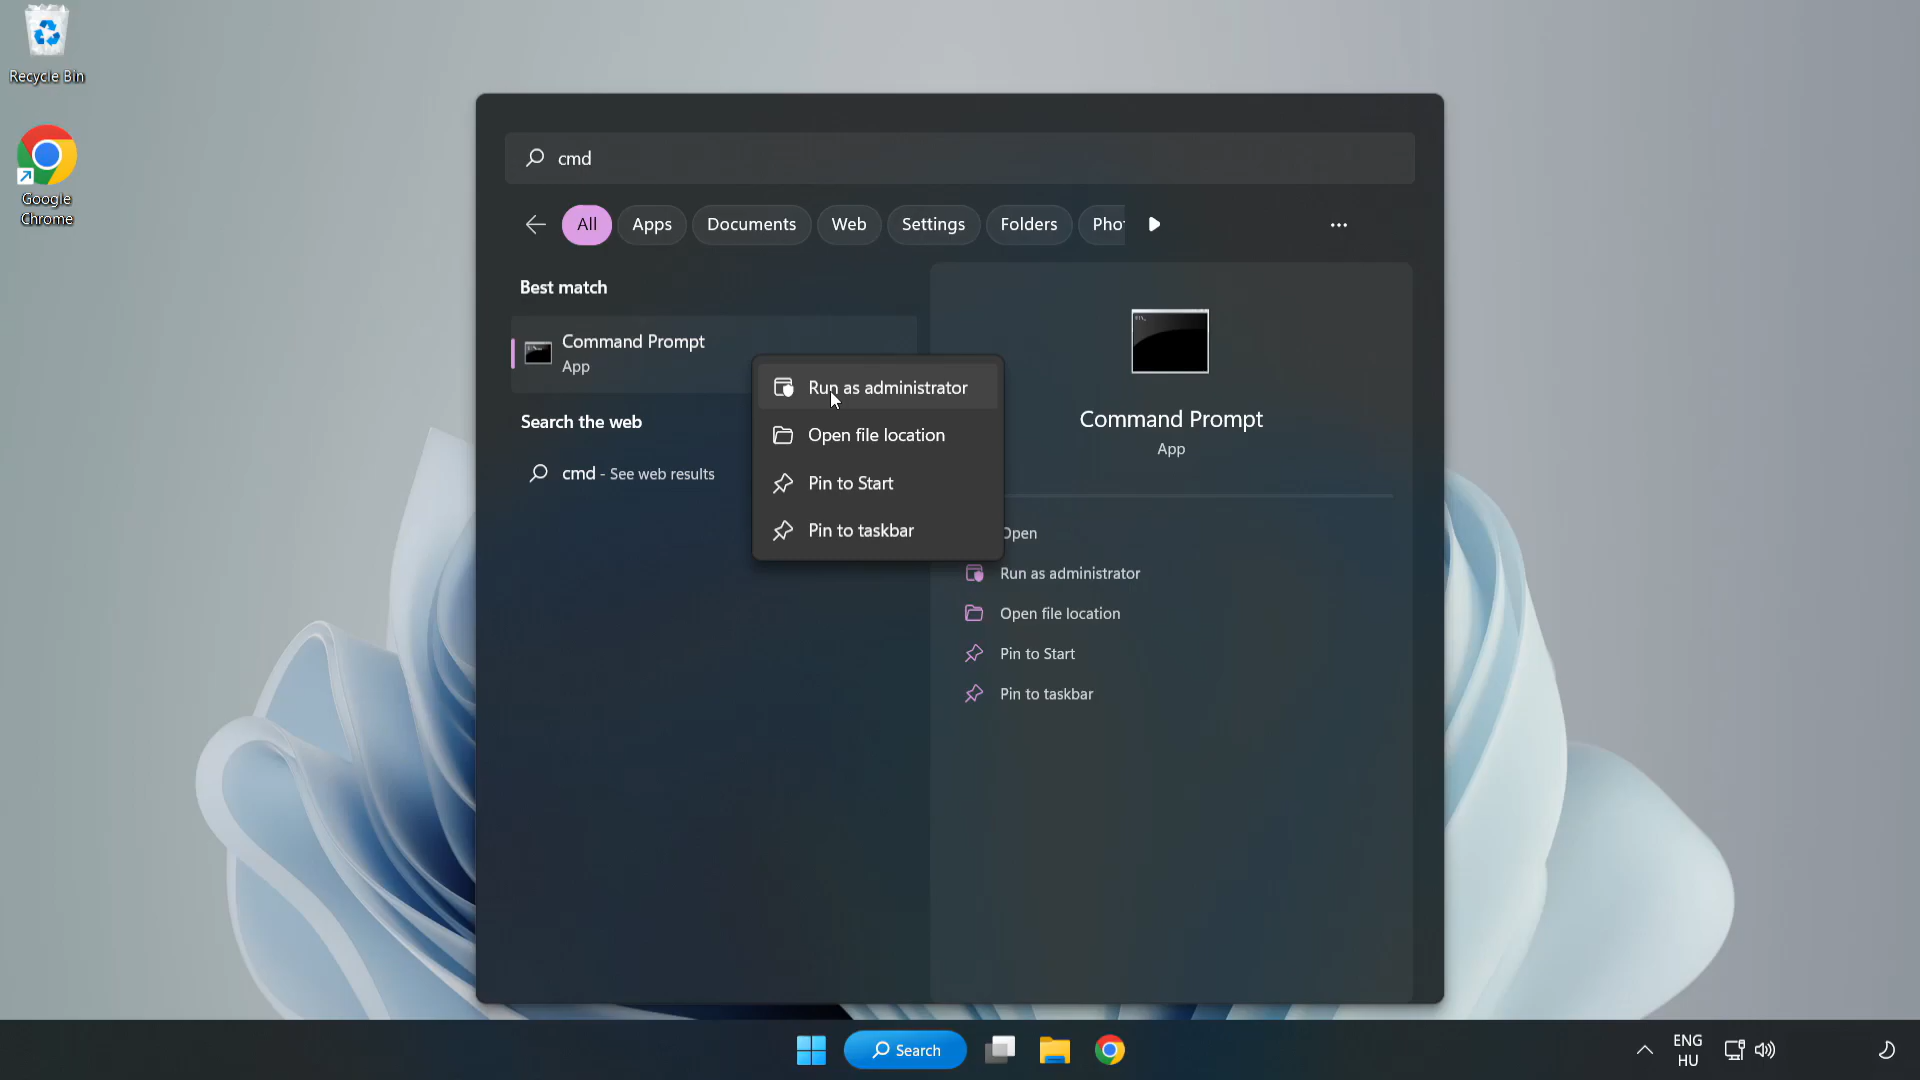 Recycle Bin
Google
Chrome
cmd
All
Apps
Documents
Web
Settings
Folders
Pho
Best match
Command Prompt
App
Search the web
cmd - See web results
Run as administrator
Open file location
Pin to Start
Pin to taskbar
Command Prompt
App
Open
Run as administrator
Open file location
Pin to Start
Pin to taskbar
Search
ENG
HU